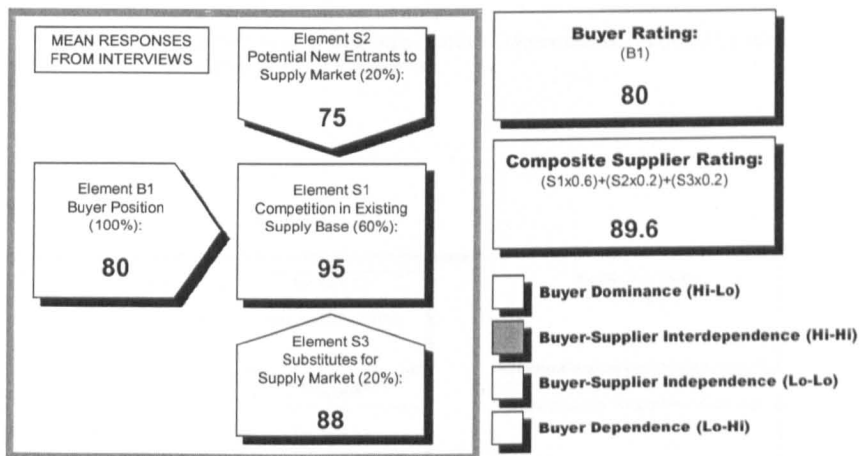 MEAN RESPONSES
FROM INTERVIEWS
Element S2
Potential New Entrants to
Supply Market (20%):
75
Element B1
Buyer Position
(100%):
80
Element S1
Competition in Existing
Supply Base (60%):
95
Element S3
Substitutes for
Supply Market (20%):
88
Buyer Rating:
(B1)
80
Composite Supplier Rating:
(S1x0.6)+(S2x0.2)+(S3x0.2)
89.6
Buyer Dominance (Hi-Lo)
Buyer-Supplier Interdependence (Hi-Hi)
Buyer-Supplier Independence (Lo-Lo)
Buyer Dependence (Lo-Hi)